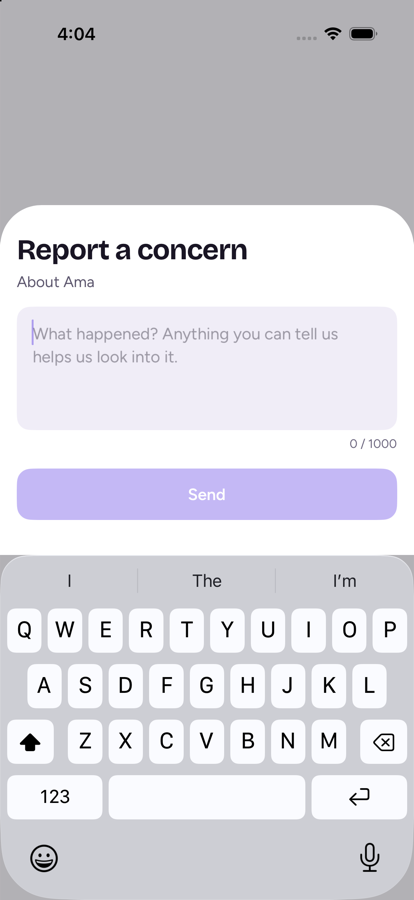 4:04
Report a concern
About Ama
What happened? Anything you can tell us
helps us look into it.
0 / 1000
Send
I The I'm
Q W E R T Y U I O P
A S D F G H J K L
Z X C V B N M
123